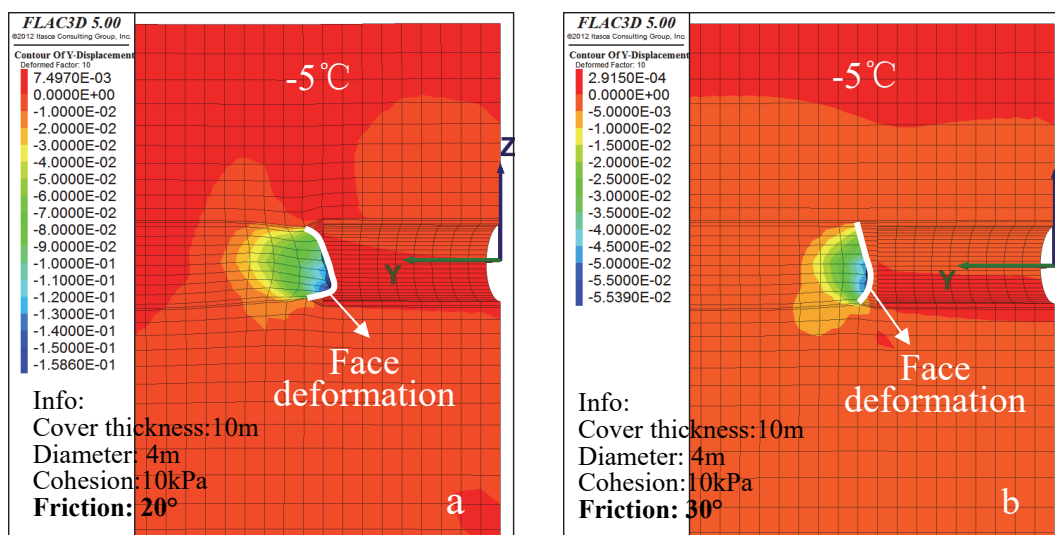 FLAC3D 5.00
©2012 Itasca Consulting Group, Inc.
Contour Of Y-Displacement
Deformed Factor: 10
7.4970E-03
0.0000E+00
-1.0000E-02
-2.0000E-02
-3.0000E-02
-4.0000E-02
-5.0000E-02
-6.0000E-02
-7.0000E-02
-8.0000E-02
-9.0000E-02
-1.0000E-01
-1.1000E-01
-1.2000E-01
-1.3000E-01
-1.4000E-01
-1.5000E-01
-1.5860E-01
-5℃
Z
Y
Face
deformation
Info:
Cover thickness:10m
Diameter: 4m
Cohesion:10kPa
Friction: 20°
a
FLAC3D 5.00
©2012 Itasca Consulting Group, Inc.
Contour Of Y-Displacement
Deformed Factor: 10
2.9150E-04
0.0000E+00
-5.0000E-03
-1.0000E-02
-1.5000E-02
-2.0000E-02
-2.5000E-02
-3.0000E-02
-3.5000E-02
-4.0000E-02
-4.5000E-02
-5.0000E-02
-5.5000E-02
-5.5390E-02
-5℃
Y
Face
deformation
Info:
Cover thickness:10m
Diameter: 4m
Cohesion:10kPa
Friction: 30°
b